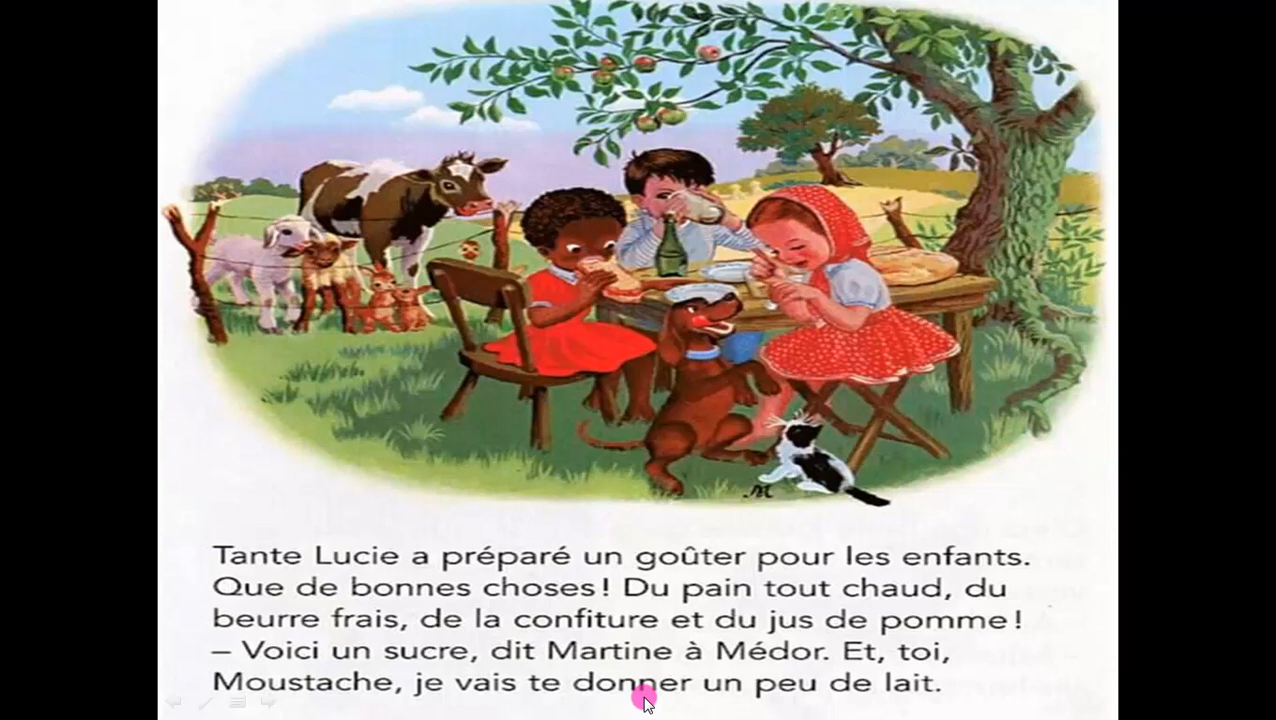 Tante Lucie a préparé un goûter pour les enfants.
Que de bonnes choses ! Du pain tout chaud, du
beurre frais, de la confiture et du jus de pomme !
– Voici un sucre, dit Martine à Médor. Et, toi,
Moustache, je vais te donner un peu de lait.